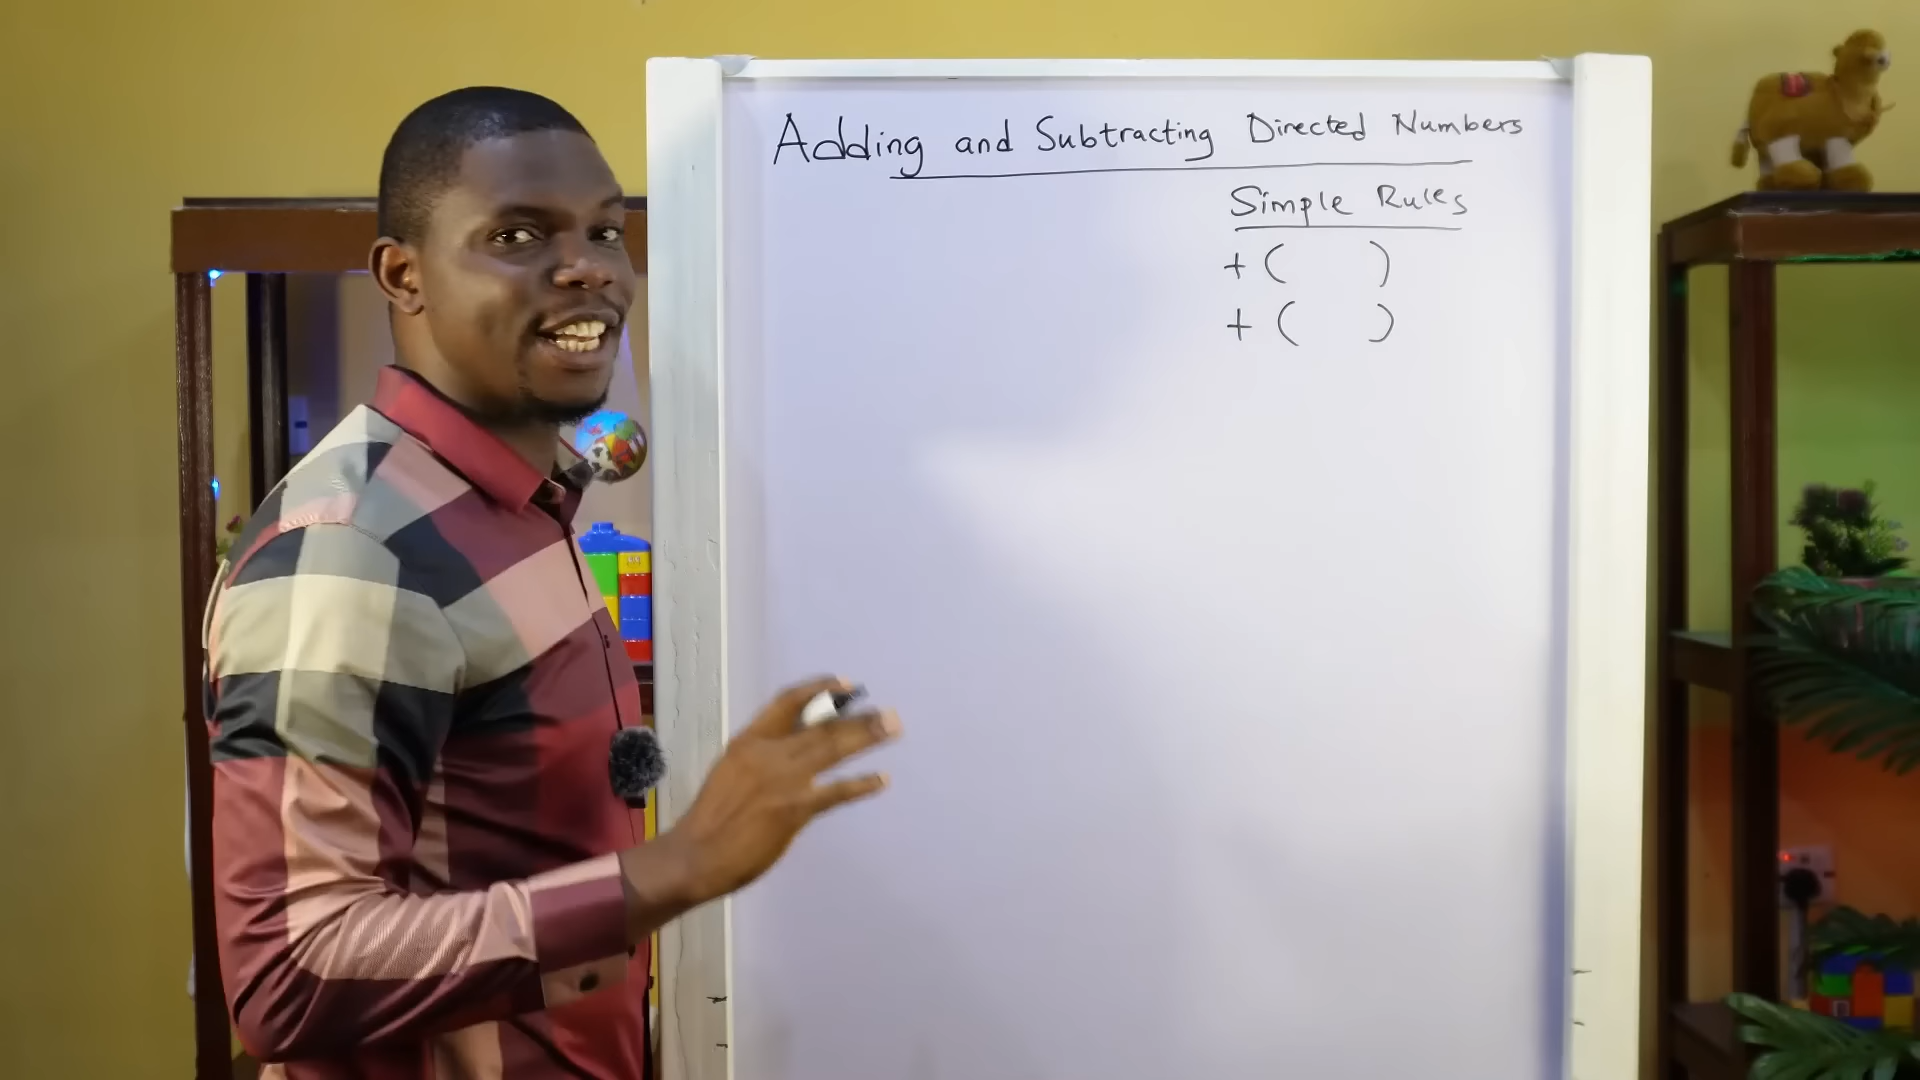 Adding and Subtracting Directed Numbers
Simple Rules
+ ( )
+ ( )